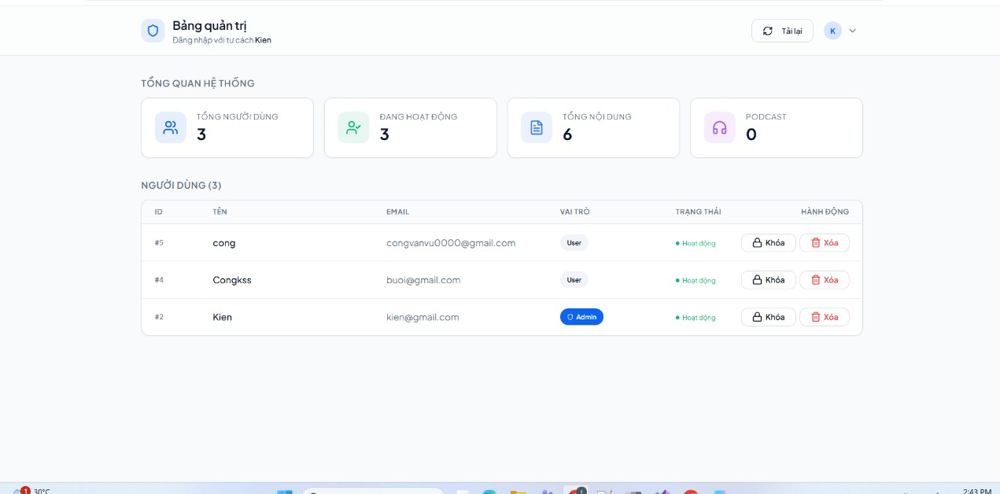 Bảng quản trị
Đăng nhập với tư cách Kien
Tải lại
K
TỔNG QUAN HỆ THỐNG
TỔNG NGƯỜI DÙNG
3
ĐANG HOẠT ĐỘNG
3
TỔNG NỘI DUNG
6
PODCAST
0
NGƯỜI DÙNG (3)
ID TÊN EMAIL VAI TRÒ TRẠNG THÁI HÀNH ĐỘNG
#5 cong congvanvu0000@gmail.com User Hoạt động Khóa Xóa
#4 Congkss buoi@gmail.com User Hoạt động Khóa Xóa
#2 Kien kien@gmail.com Admin Hoạt động Khóa Xóa
1 30°C
2:43 PM